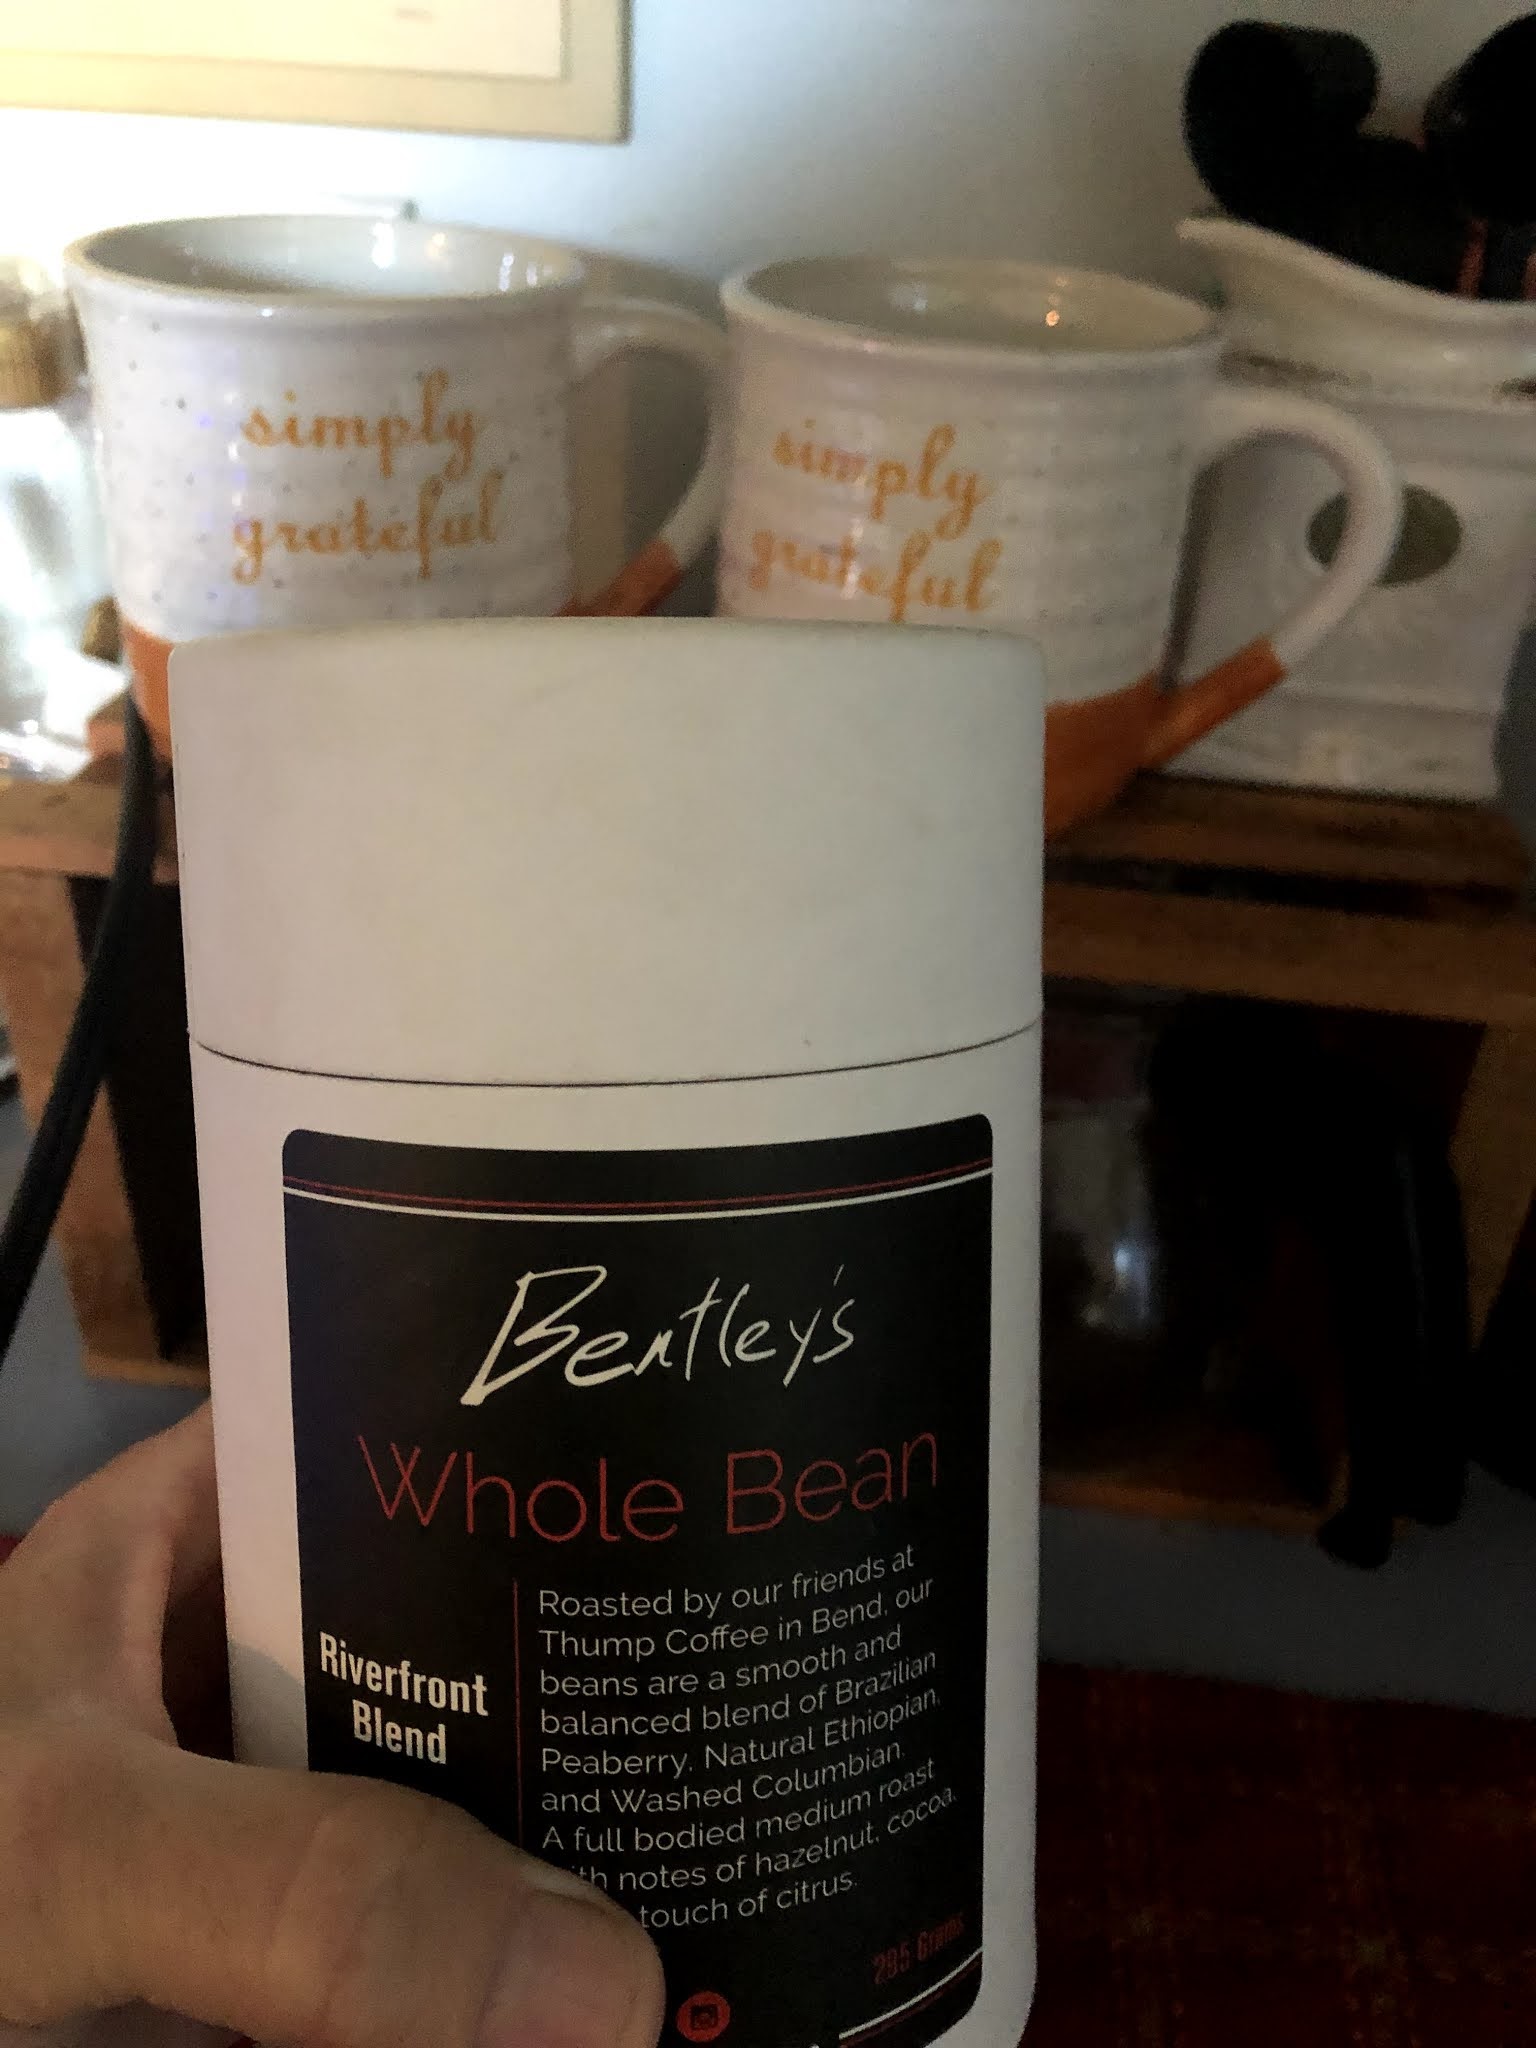 simply
grateful
simply
grateful
Bentley's
Whole Bean
Riverfront
Blend
Roasted by our friends at
Thump Coffee in Bend, our
beans are a smooth and
balanced blend of Brazilian
Peaberry, Natural Ethiopian,
and Washed Columbian.
A full bodied medium roast
notes of hazelnut, cocoa,
touch of citrus.
295 Grams